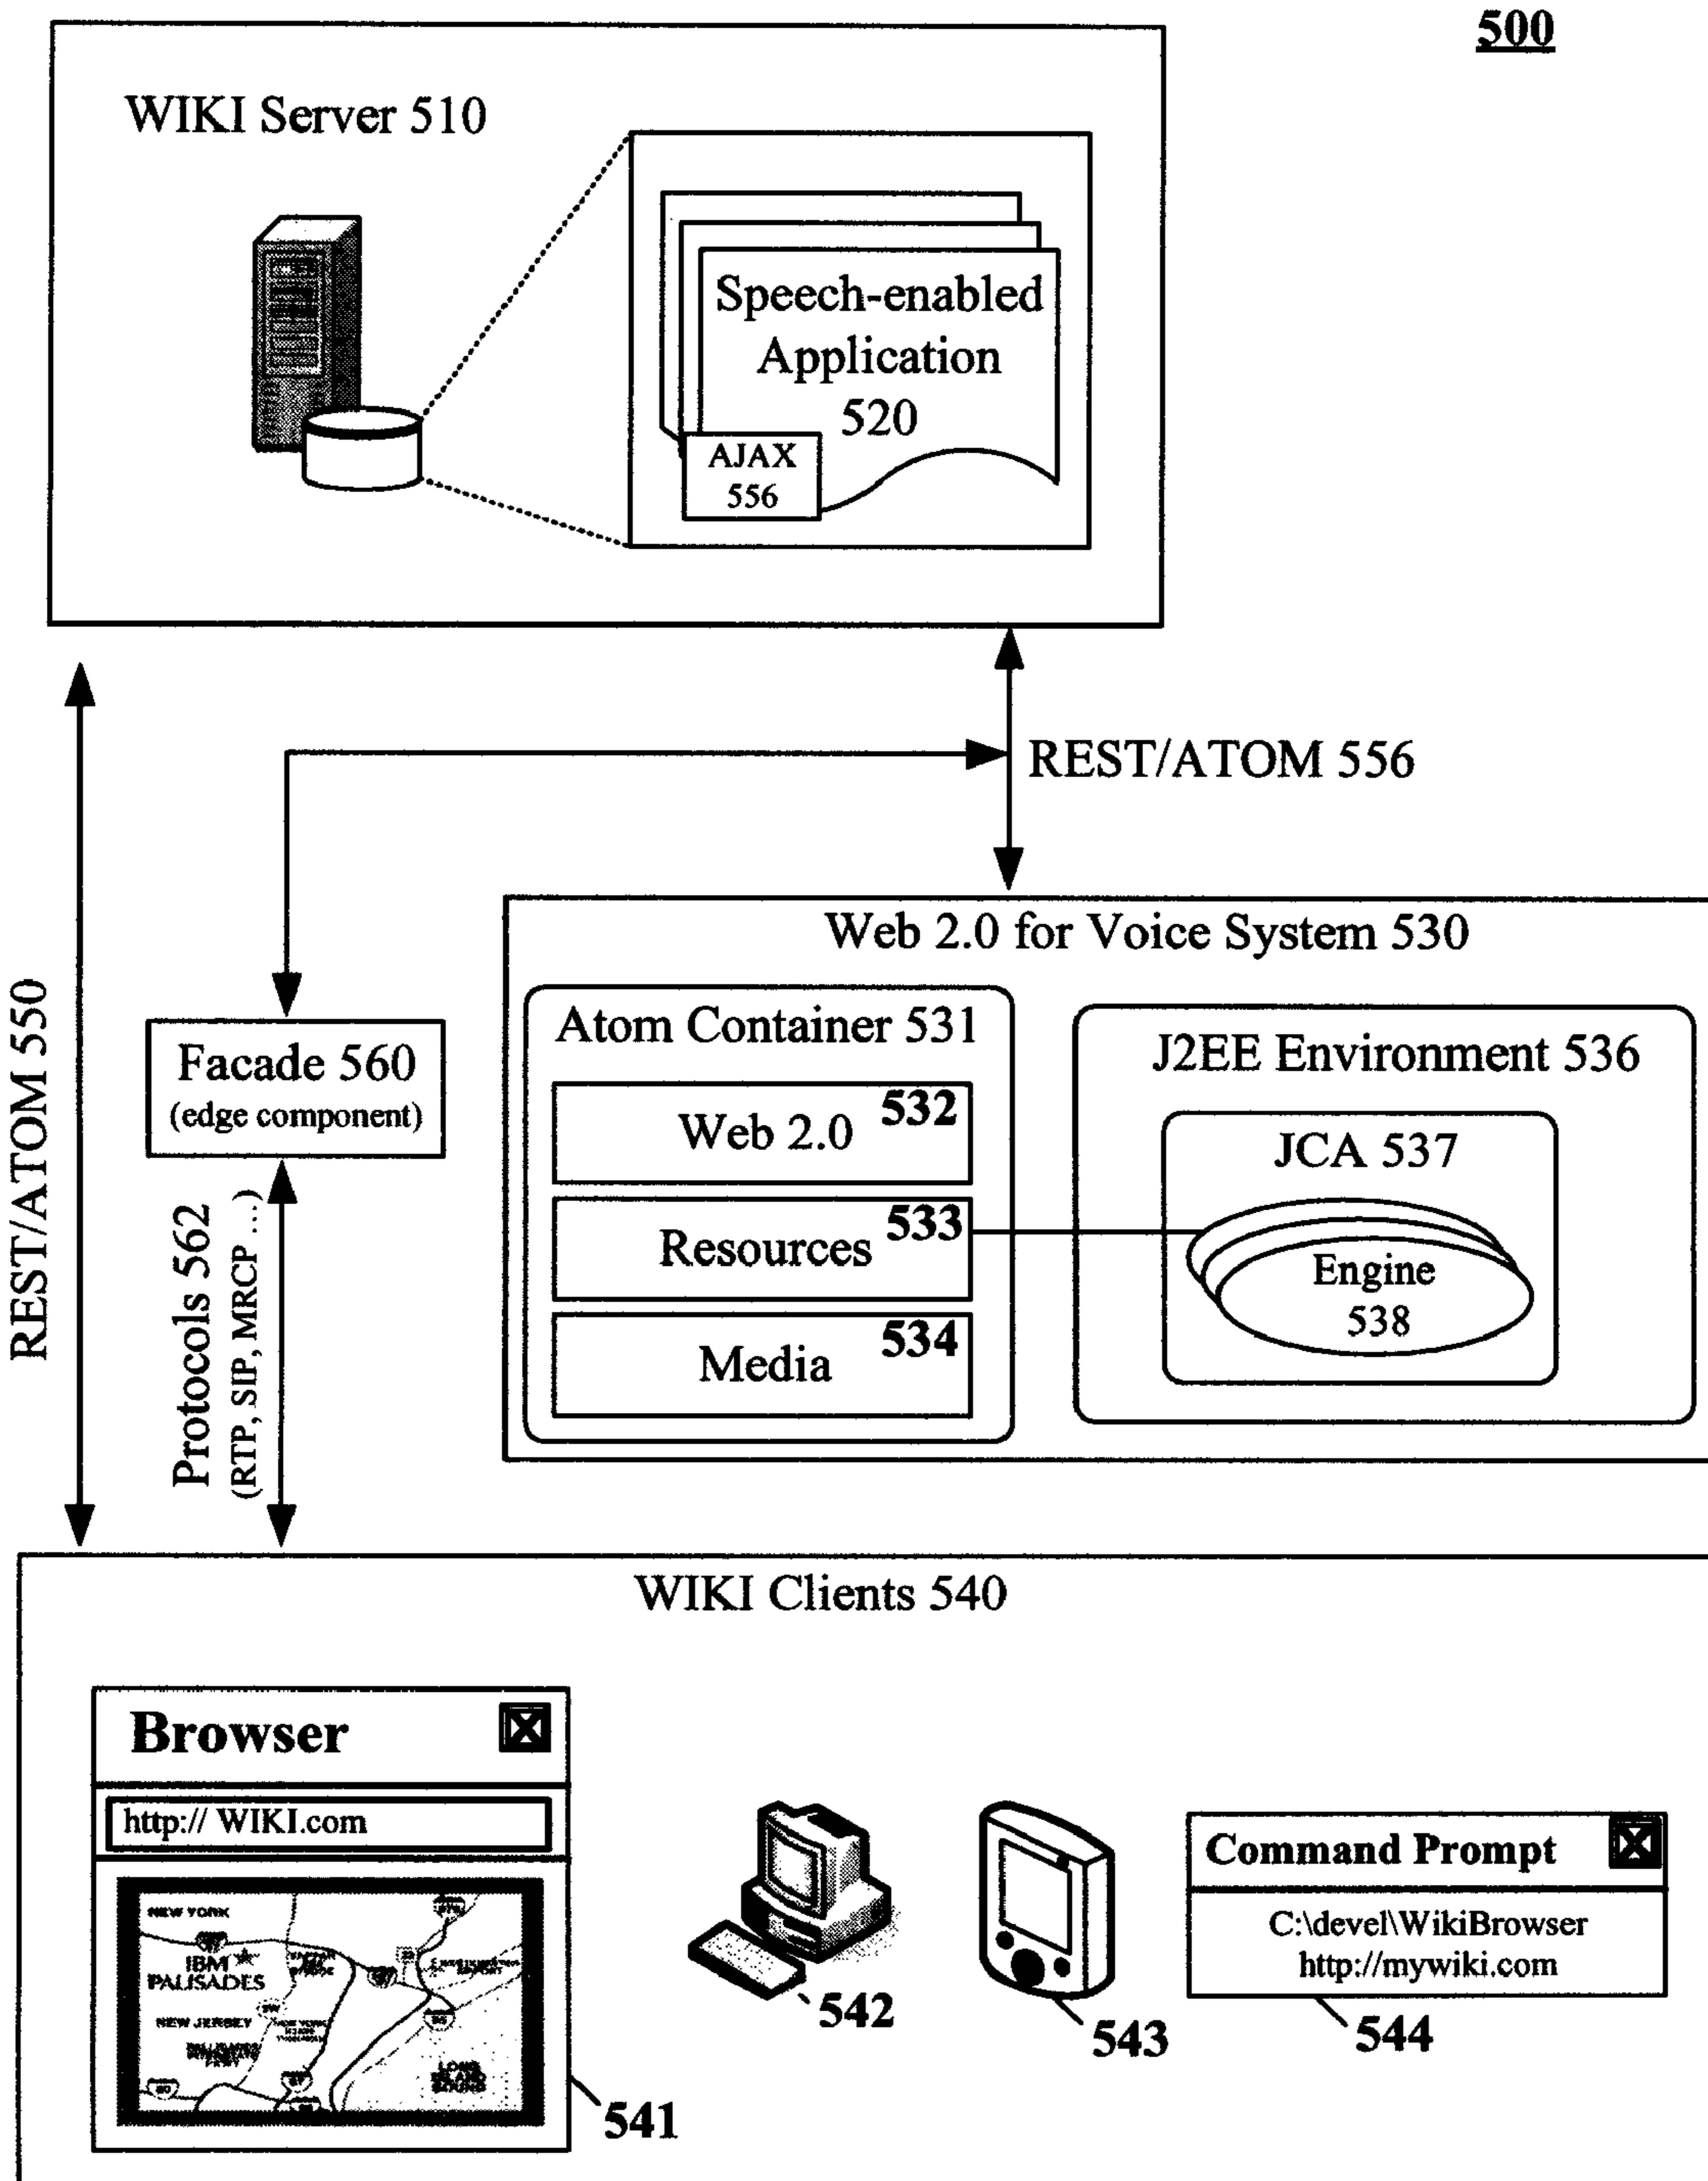 500
WIKI Server 510
Speech-enabled
Application
520
AJAX
556
REST/ATOM 556
REST/ATOM 550
Facade 560
(edge component)
Protocols 562
(RTP, SIP, MRCP ...)
Web 2.0 for Voice System 530
Atom Container 531
532
Web 2.0
533
Resources
534
Media
J2EE Environment 536
JCA 537
Engine
538
WIKI Clients 540
Browser
http:// WIKI.com
NEW YORK
IBM
PALISADES
NEW JERSEY
LONG
ISLAND
SOUND
541
542
543
Command Prompt
C:\devel\WikiBrowser
http://mywiki.com
544